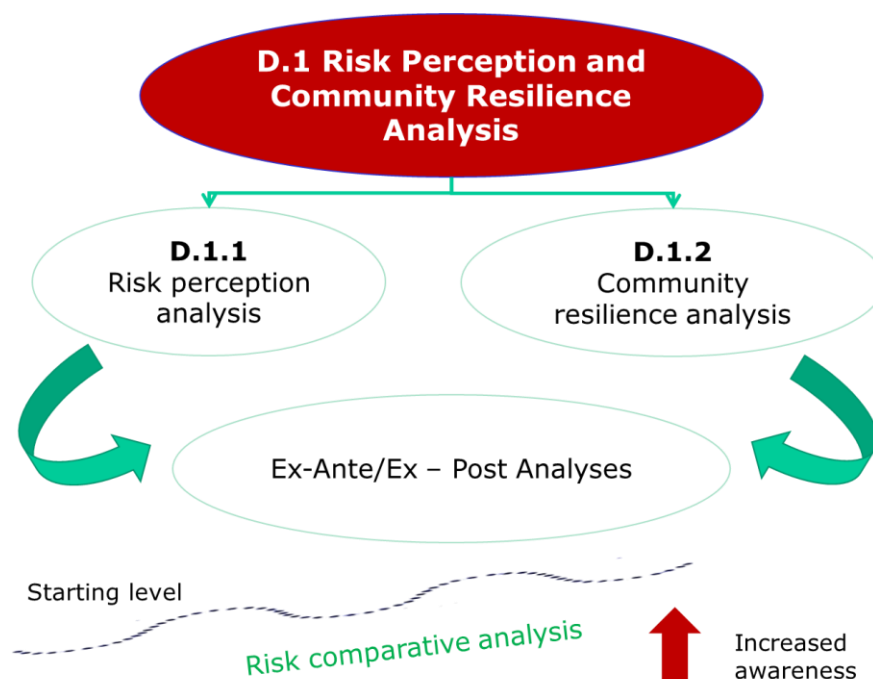 D.1 Risk Perception and
Community Resilience
Analysis
D.1.1
Risk perception
analysis
D.1.2
Community
resilience analysis
Ex-Ante/Ex – Post Analyses
Starting level
Risk comparative analysis
Increased
awareness